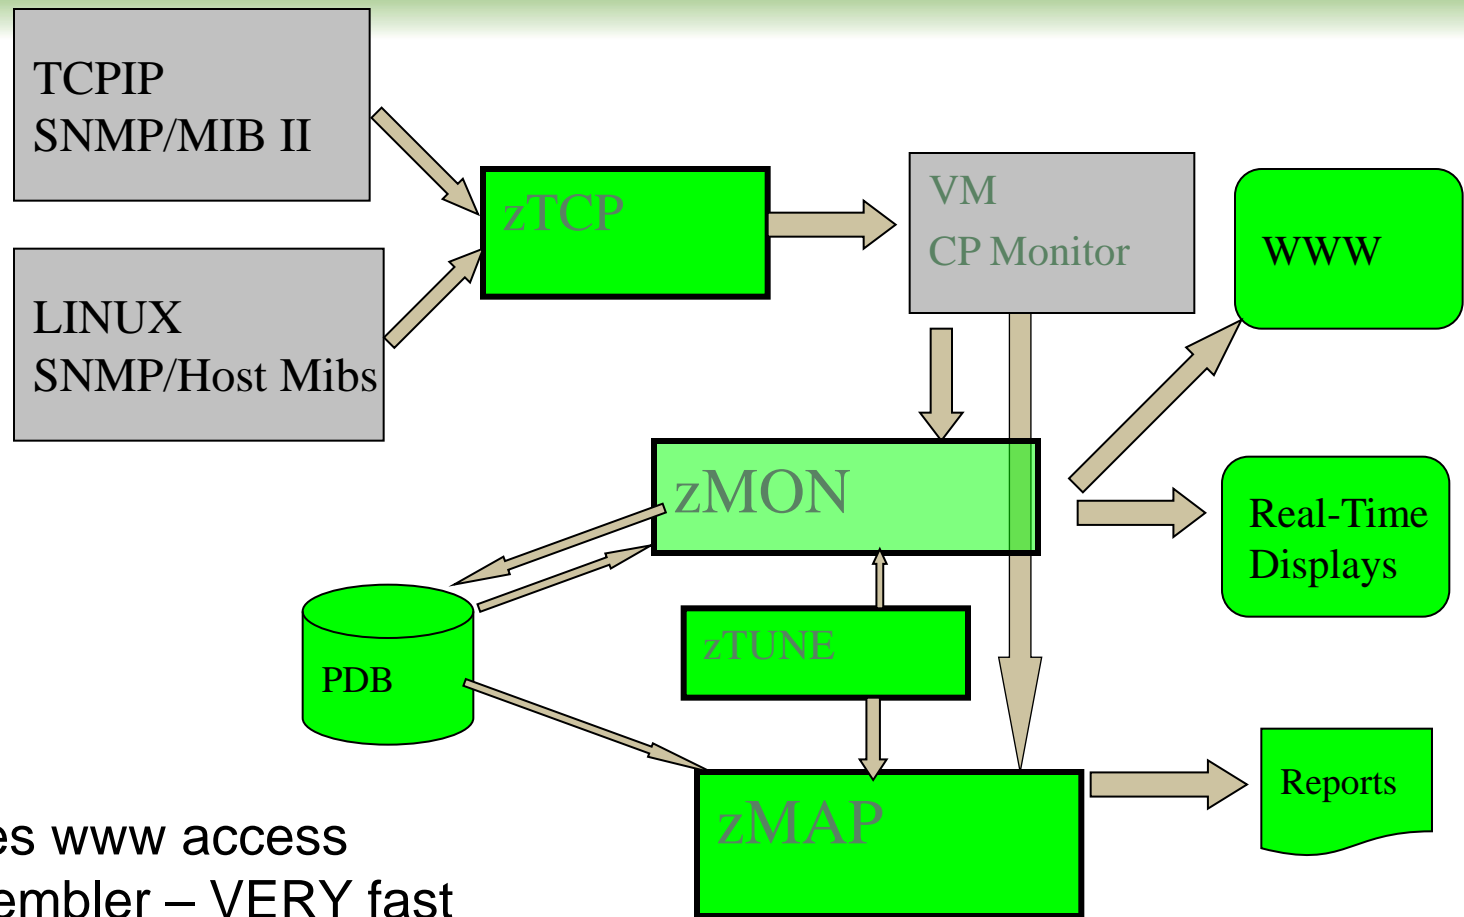 TCPIP
SNMP/MIB II
zTCP
VM
CP Monitor
WWW
LINUX
SNMP/Host Mibs
zMON
Real-Time
Displays
zTUNE
PDB
zMAP
Reports
es www access
embler – VERY fast